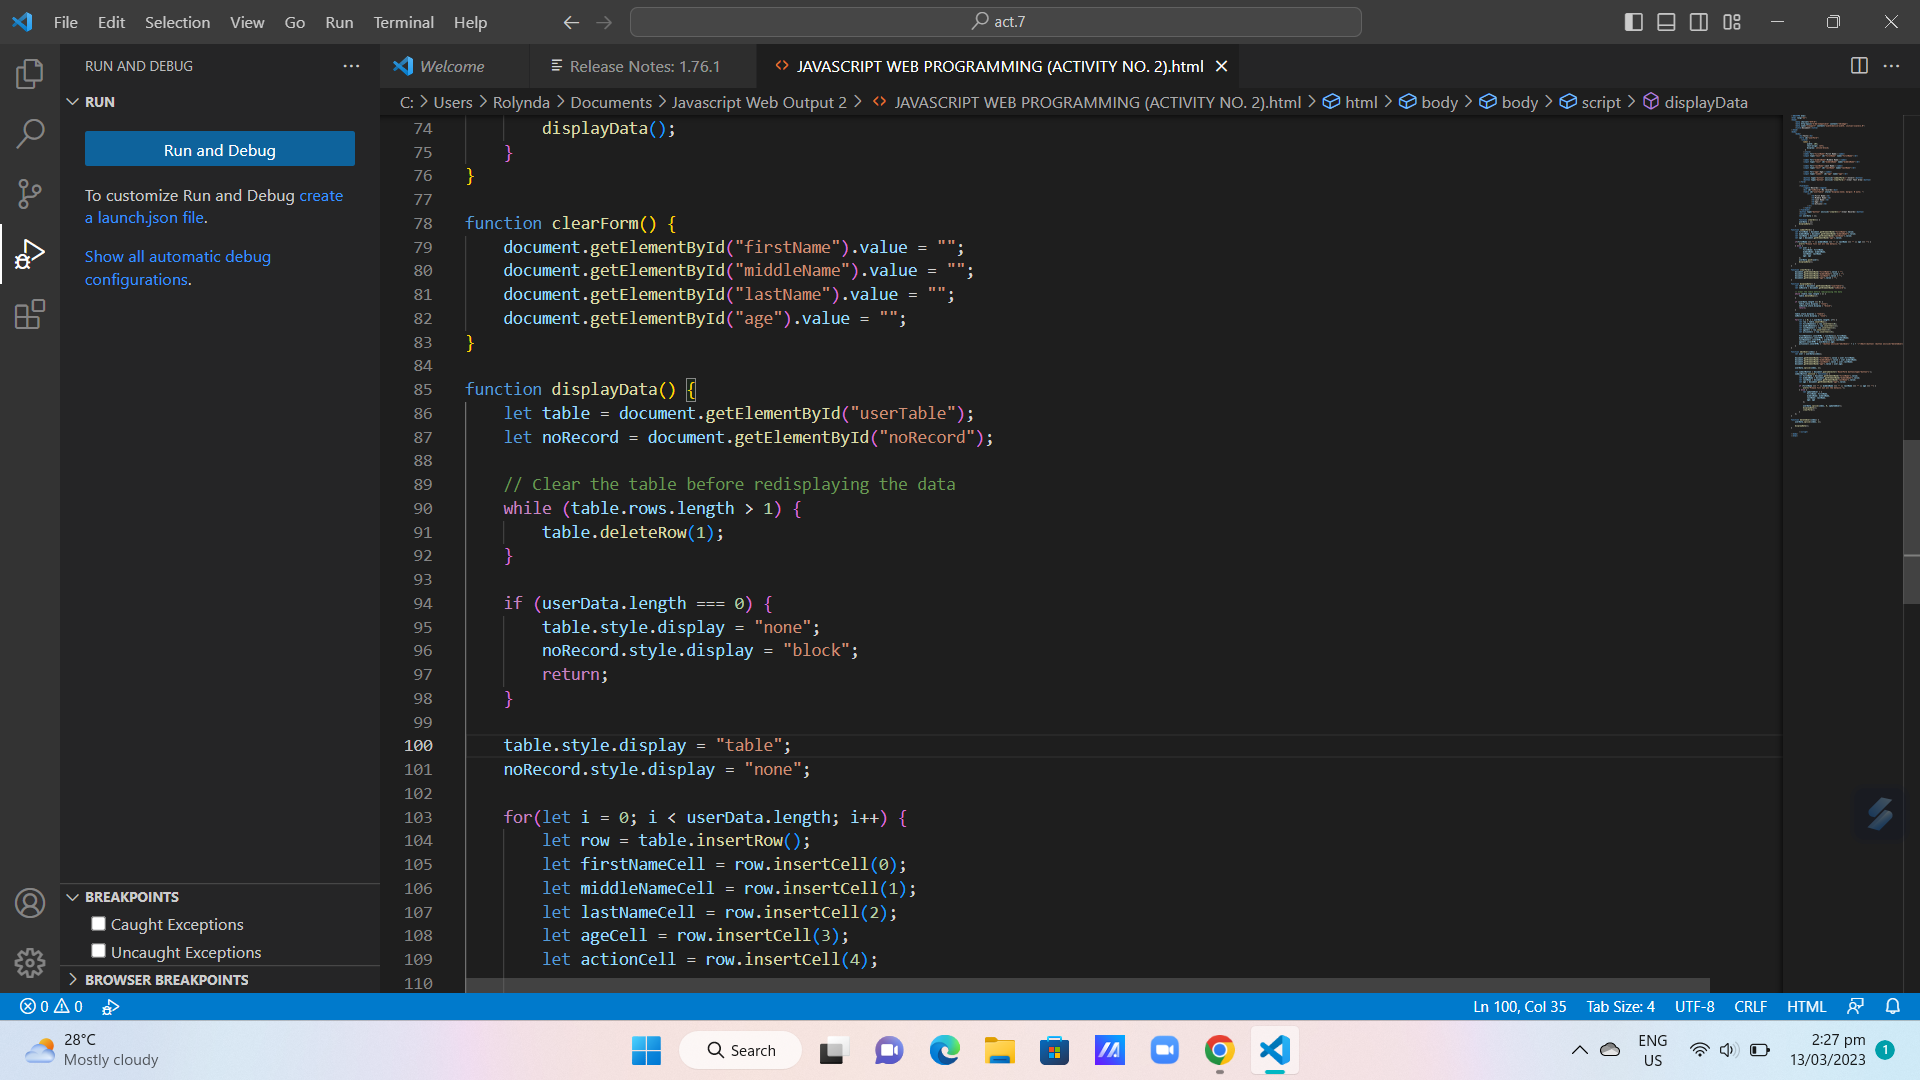 File Edit Selection View Go Run Terminal Help
act.7
RUN AND DEBUG
RUN
Run and Debug
To customize Run and Debug create
a launch.json file.
Show all automatic debug
configurations.
BREAKPOINTS
Caught Exceptions
Uncaught Exceptions
BROWSER BREAKPOINTS
Welcome
Release Notes: 1.76.1
JAVASCRIPT WEB PROGRAMMING (ACTIVITY NO. 2).html
C: > Users > Rolynda > Documents > Javascript Web Output 2 > JAVASCRIPT WEB PROGRAMMING (ACTIVITY NO. 2).html > html > body > body > script > displayData
74 displayData();
75 }
76 }
77
78 function clearForm() {
79 document.getElementById("firstName").value = "";
80 document.getElementById("middleName").value = "";
81 document.getElementById("lastName").value = "";
82 document.getElementById("age").value = "";
83 }
84
85 function displayData() {
86 let table = document.getElementById("userTable");
87 let noRecord = document.getElementById("noRecord");
88
89 // Clear the table before redisplaying the data
90 while (table.rows.length > 1) {
91 table.deleteRow(1);
92 }
93
94 if (userData.length === 0) {
95 table.style.display = "none";
96 noRecord.style.display = "block";
97 return;
98 }
99
100 table.style.display = "table";
101 noRecord.style.display = "none";
102
103 for(let i = 0; i < userData.length; i++) {
104 let row = table.insertRow();
105 let firstNameCell = row.insertCell(0);
106 let middleNameCell = row.insertCell(1);
107 let lastNameCell = row.insertCell(2);
108 let ageCell = row.insertCell(3);
109 let actionCell = row.insertCell(4);
110
0 0
Ln 100, Col 35 Tab Size: 4 UTF-8 CRLF HTML
28°C
Mostly cloudy
Search
ENG
US
2:27 pm
13/03/2023
1